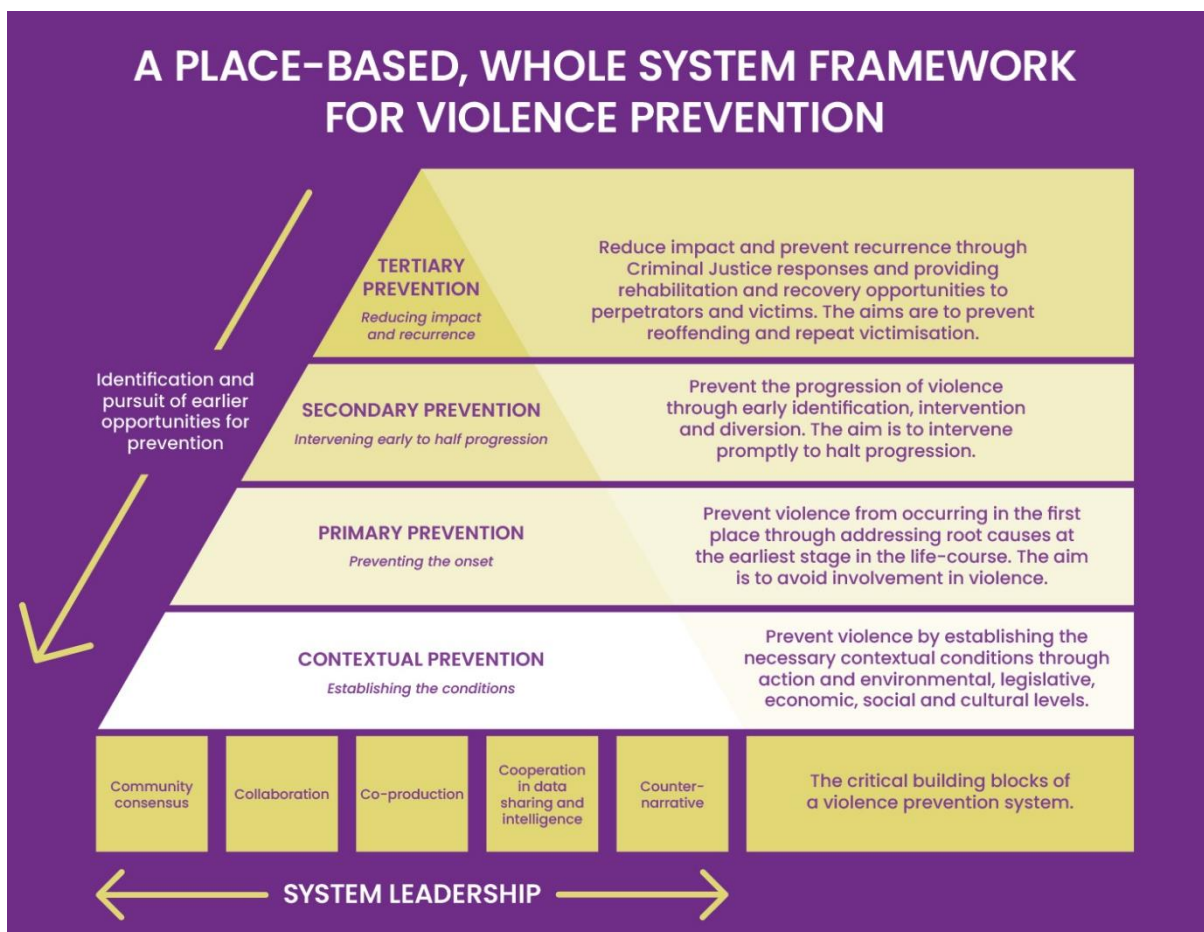 A PLACE-BASED, WHOLE SYSTEM FRAMEWORK
FOR VIOLENCE PREVENTION
Identification and
pursuit of earlier
opportunities for
prevention
TERTIARY
PREVENTION
Reducing impact
and recurrence
Reduce impact and prevent recurrence through
Criminal Justice responses and providing
rehabilitation and recovery opportunities to
perpetrators and victims. The aims are to prevent
reoffending and repeat victimisation.
SECONDARY PREVENTION
Intervening early to half progression
Prevent the progression of violence
through early identification, intervention
and diversion. The aim is to intervene
promptly to halt progression.
PRIMARY PREVENTION
Preventing the onset
Prevent violence from occurring in the first
place through addressing root causes at
the earliest stage in the life-course. The aim
is to avoid involvement in violence.
CONTEXTUAL PREVENTION
Establishing the conditions
Prevent violence by establishing the
necessary contextual conditions through
action and environmental, legislative,
economic, social and cultural levels.
Community
consensus
Collaboration
Co-production
Cooperation
in data
sharing and
intelligence
Counter-
narrative
The critical building blocks of
a violence prevention system.
SYSTEM LEADERSHIP